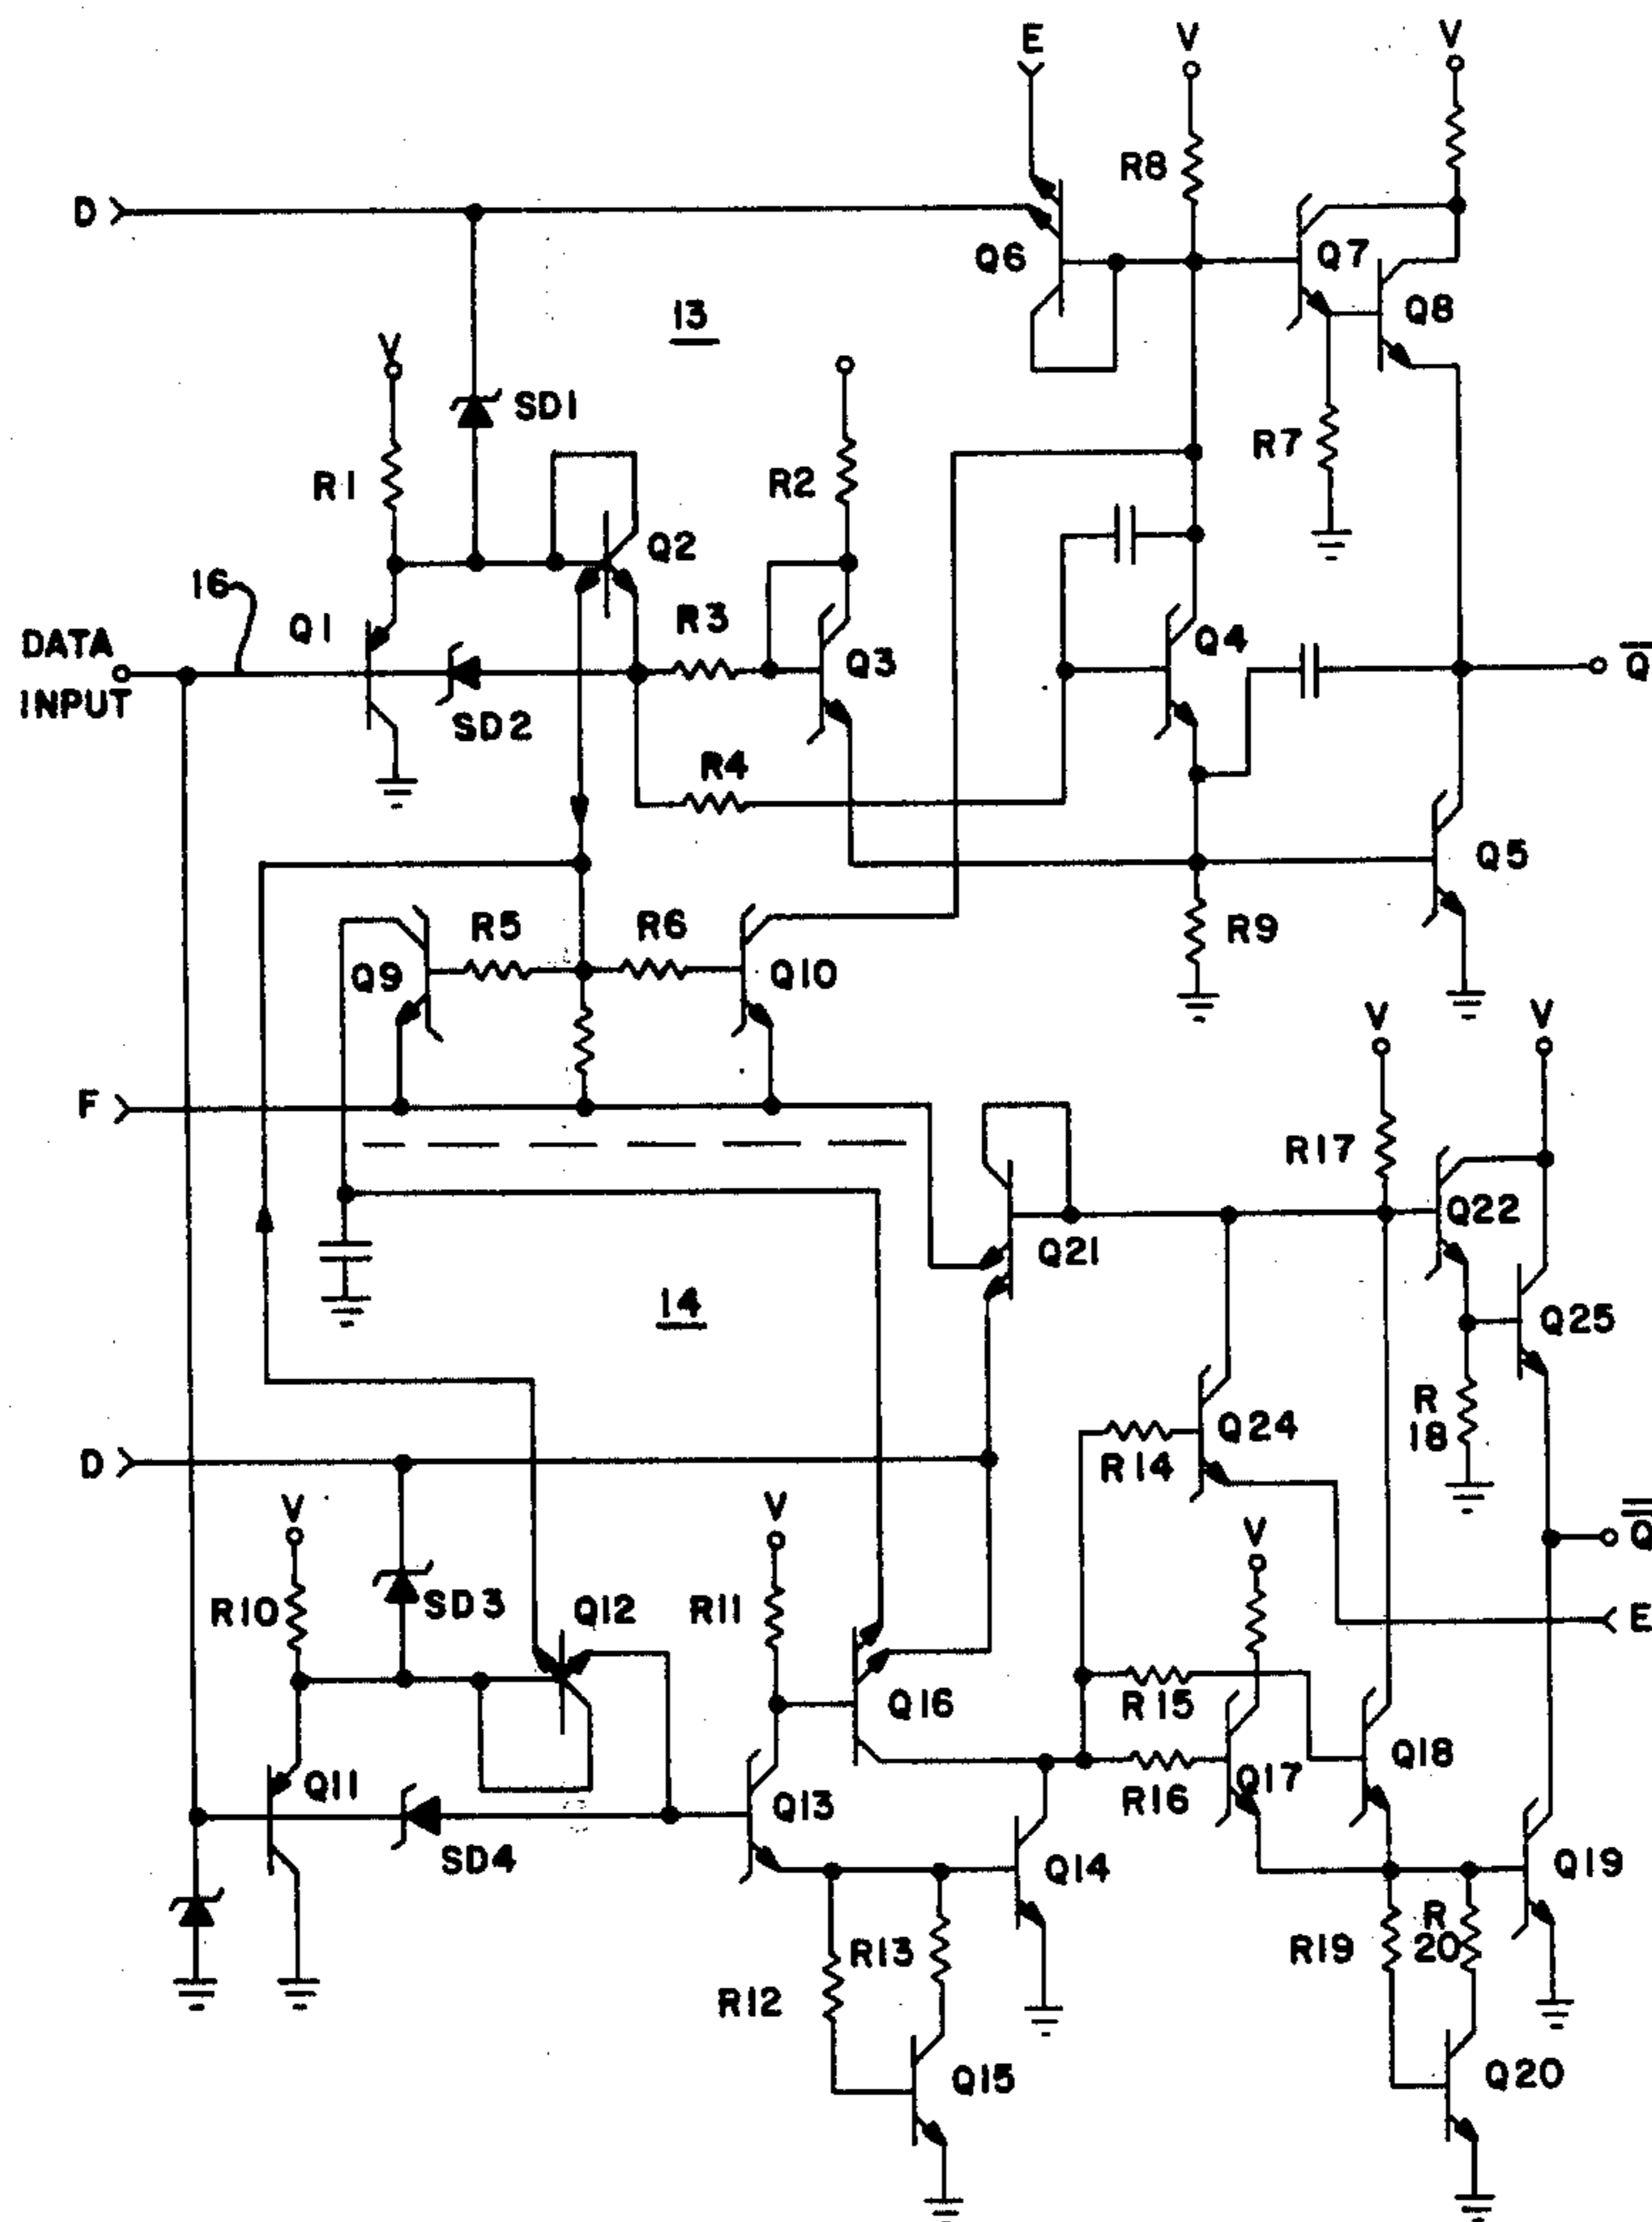 E
V
V
R8
D
Q6
Q7
Q8
13
V
SD1
R1
R2
R7
Q2
16
Q1
R3
Q4
DATA
INPUT
Q3
Q̅
SD2
R4
Q5
R5
R6
R9
Q9
Q10
V
V
F
R17
Q22
Q21
14
Q25
R
18
Q24
D
R14
V
V
V
Q̿
R10
SD3
Q12
R11
E
Q16
R15
Q11
Q13
R16
Q17
Q18
SD4
Q14
Q19
R13
R19
R
20
R12
Q15
Q20